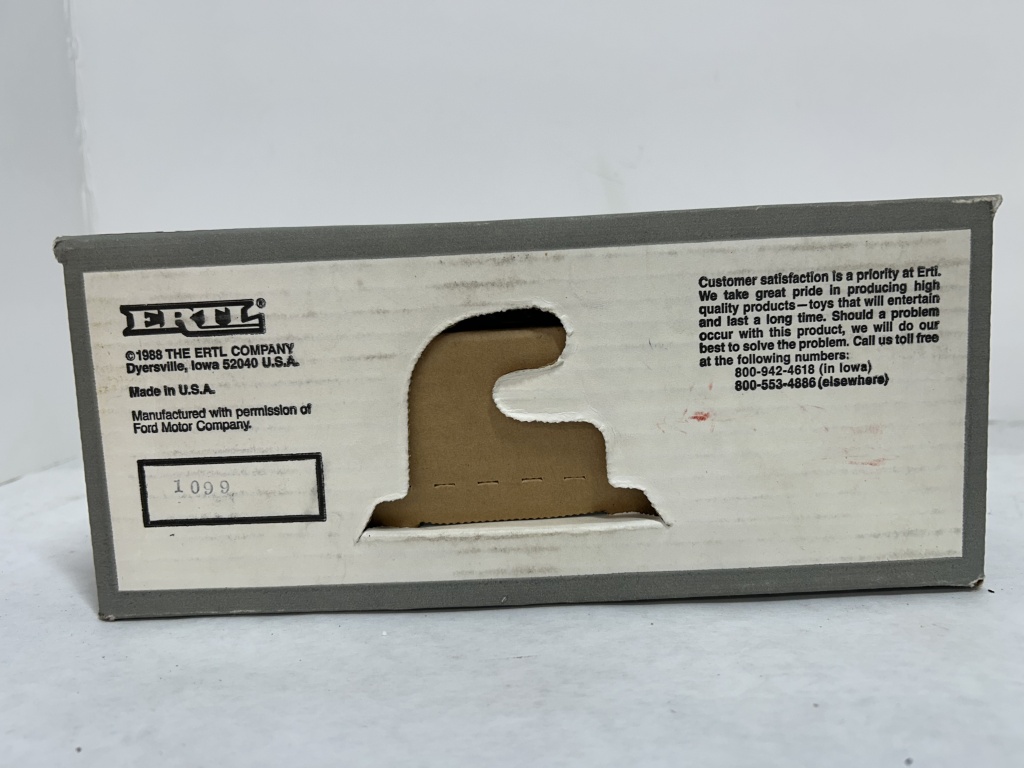 ERTL®
©1988 THE ERTL COMPANY
Dyersville, Iowa 52040 U.S.A.
Made in U.S.A.
Manufactured with permission of
Ford Motor Company.
1099
Customer satisfaction is a priority at Ertl.
We take great pride in producing high
quality products—toys that will entertain
and last a long time. Should a problem
occur with this product, we will do our
best to solve the problem. Call us toll free
at the following numbers:
800-942-4618 (in Iowa)
800-553-4886 (elsewhere)